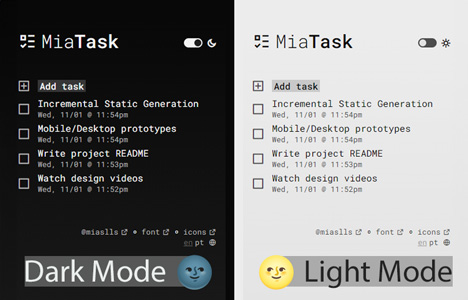 MiaTask
Add task
Incremental Static Generation
Wed, 11/01 @ 11:54pm
Mobile/Desktop prototypes
Wed, 11/01 @ 11:54pm
Write project README
Wed, 11/01 @ 11:53pm
Watch design videos
Wed, 11/01 @ 11:52pm
@miaslls • font • icons
en pt
Dark Mode
MiaTask
Add task
Incremental Static Generation
Wed, 11/01 @ 11:54pm
Mobile/Desktop prototypes
Wed, 11/01 @ 11:54pm
Write project README
Wed, 11/01 @ 11:53pm
Watch design videos
Wed, 11/01 @ 11:52pm
@miaslls • font • icons
en pt
Light Mode